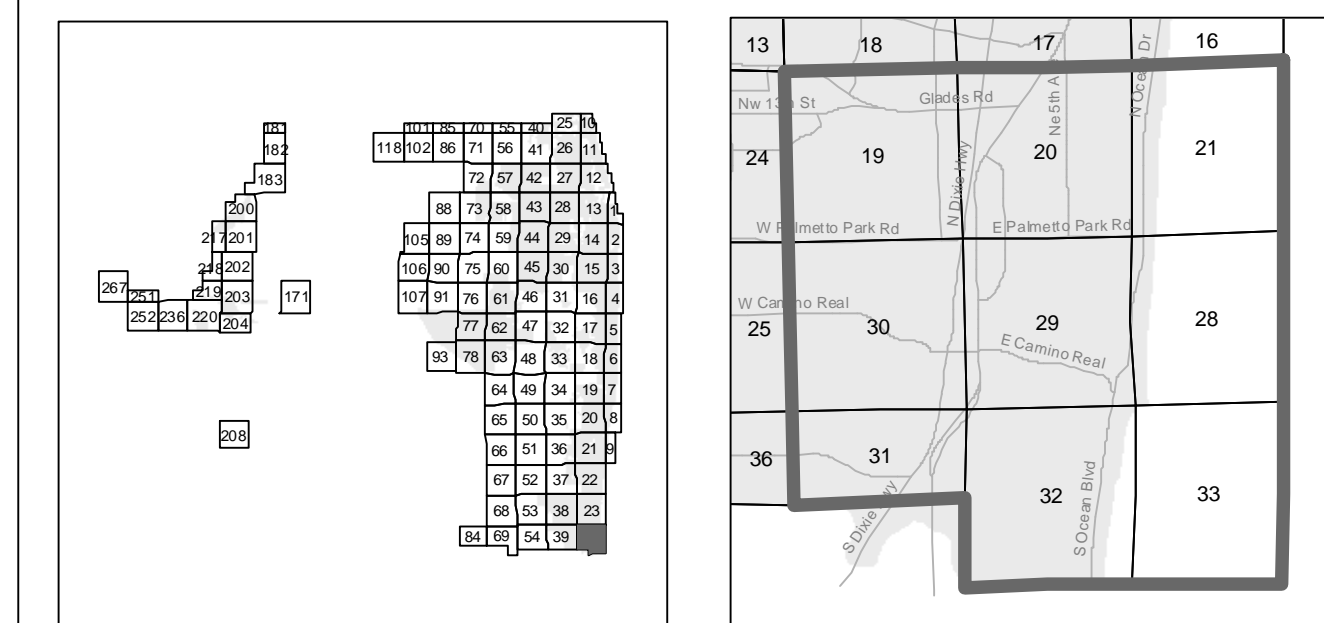 181
182
183
200
217 201
218 202
219 203
267
251
252 236 220 204
171
208
101 85 70 55 40 25 10
118 102 86 71 56 41 26 11
72 57 42 27 12
88 73 58 43 28 13 1
105 89 74 59 44 29 14 2
106 90 75 60 45 30 15 3
107 91 76 61 46 31 16 4
77 62 47 32 17 5
93 78 63 48 33 18 6
64 49 34 19 7
65 50 35 20 8
66 51 36 21 9
67 52 37 22
68 53 38 23
84 69 54 39
13 18 17 16
Nw 13th St
Glades Rd
Ne 5th A
N Ocean Dr
24 19 20 21
N Dixie Hwy
W Palmetto Park Rd
E Palmetto Park Rd
W Camino Real
25 30 29 28
E Camino Real
36 31 32 33
S Dixie Hwy
S Ocean Blvd